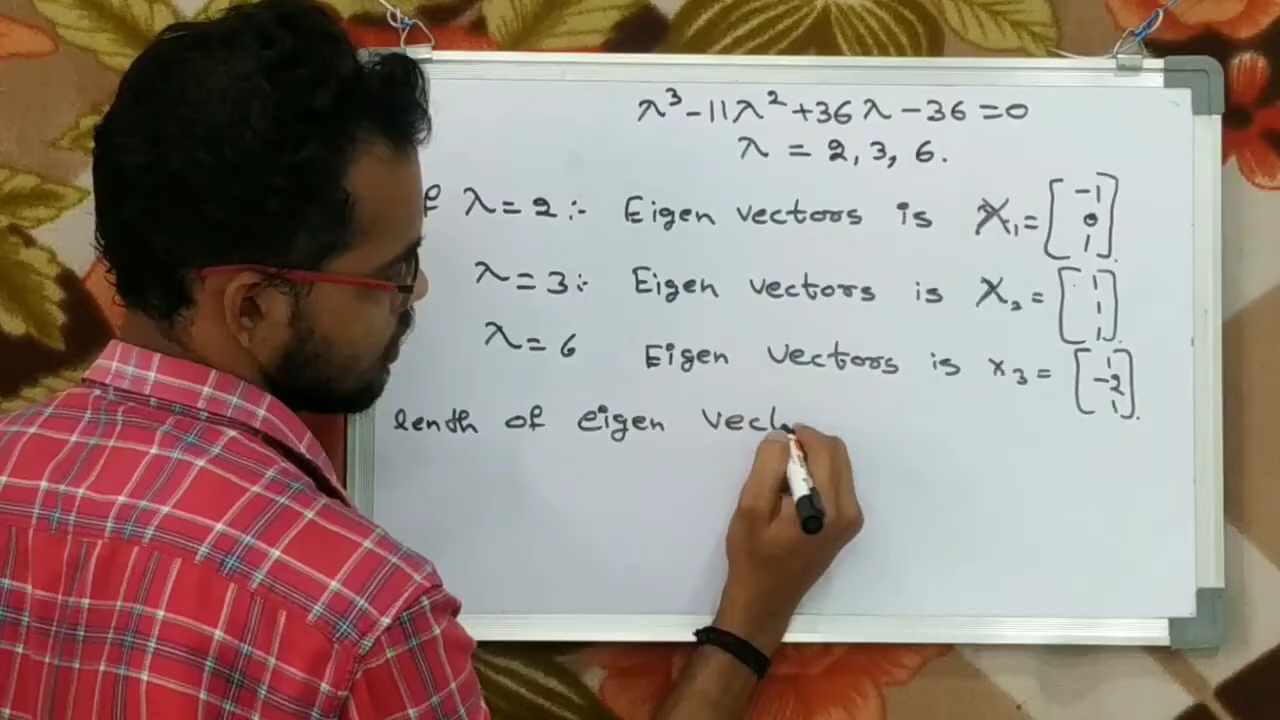 λ³-11λ²+36λ-36=0
λ = 2, 3, 6.
f λ=2:- Eigen vectors is X₁= [-1 0 1].
λ=3:- Eigen vectors is X₂= [1 1 1].
λ=6 Eigen vectors is x₃= [1 -2 1].
lenth of eigen vect